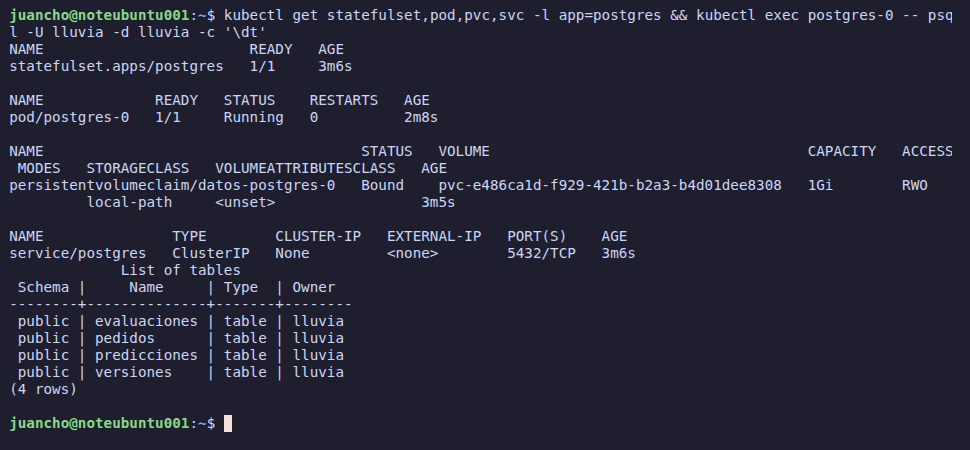 juancho@noteubuntu001:~$ kubectl get statefulset,pod,pvc,svc -l app=postgres && kubectl exec postgres-0 -- psq
l -U lluvia -d lluvia -c '\dt'
NAME                        READY   AGE
statefulset.apps/postgres   1/1     3m6s

NAME             READY   STATUS    RESTARTS   AGE
pod/postgres-0   1/1     Running   0          2m8s

NAME                                     STATUS   VOLUME                                     CAPACITY   ACCESS
 MODES   STORAGECLASS   VOLUMEATTRIBUTESCLASS   AGE
persistentvolumeclaim/datos-postgres-0   Bound    pvc-e486ca1d-f929-421b-b2a3-b4d01dee8308   1Gi        RWO
         local-path     <unset>                 3m5s

NAME               TYPE        CLUSTER-IP   EXTERNAL-IP   PORT(S)    AGE
service/postgres   ClusterIP   None         <none>        5432/TCP   3m6s
             List of tables
 Schema |     Name     | Type  | Owner
--------+--------------+-------+--------
 public | evaluaciones | table | lluvia
 public | pedidos      | table | lluvia
 public | predicciones | table | lluvia
 public | versiones    | table | lluvia
(4 rows)

juancho@noteubuntu001:~$